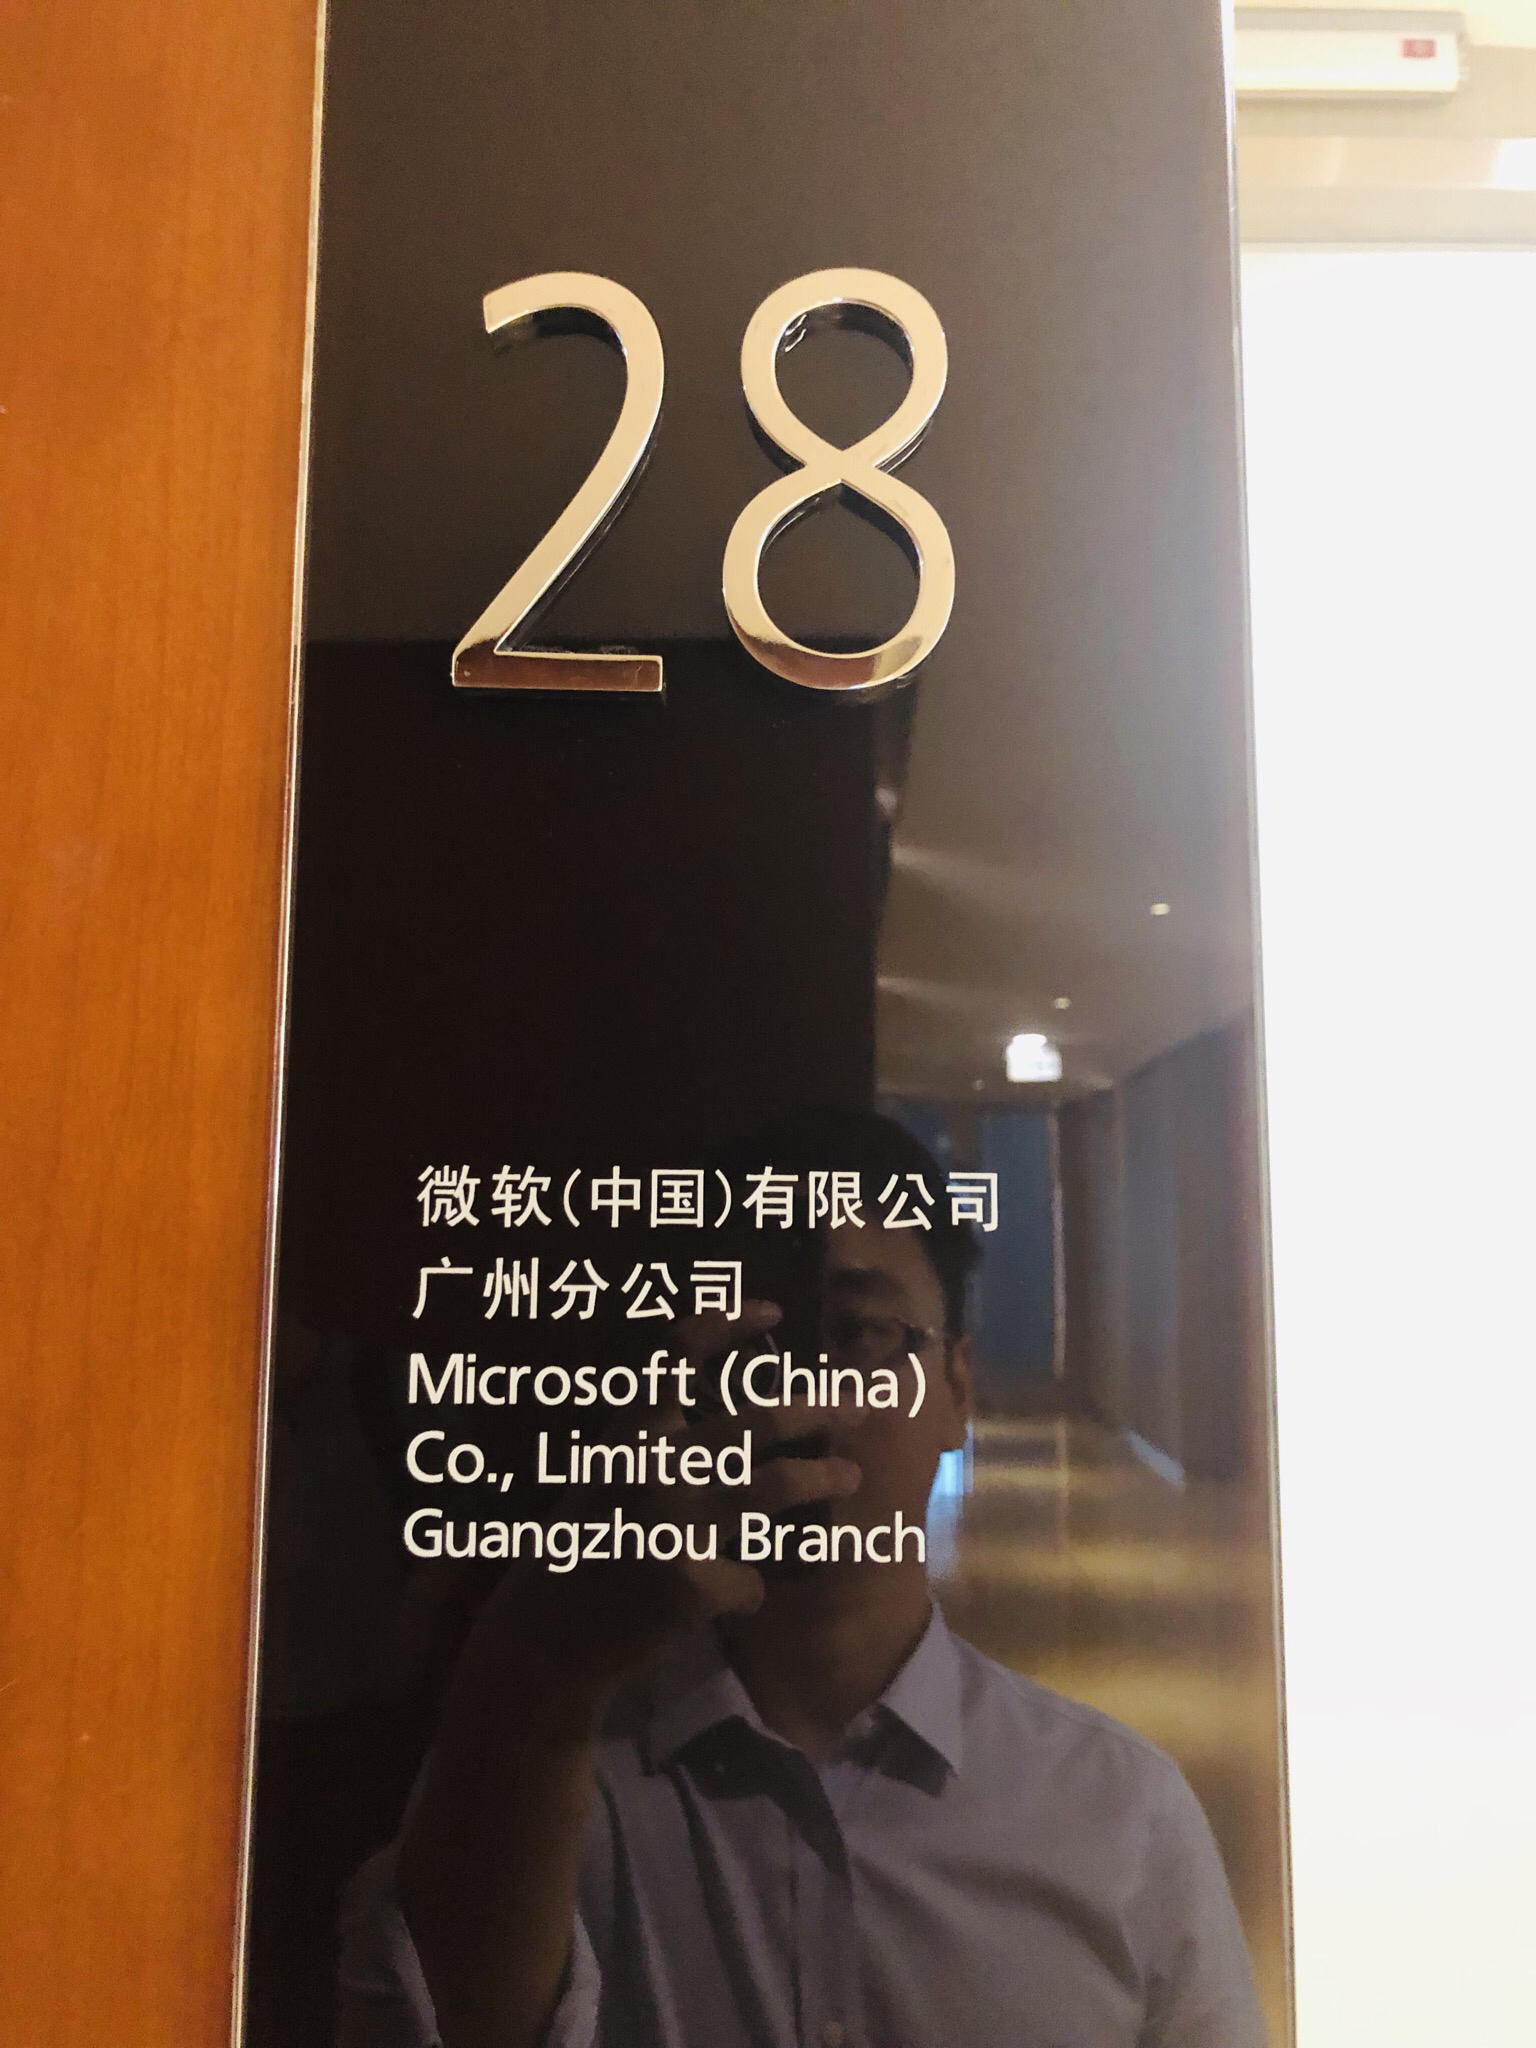 28
微软(中国)有限公司
广州分公司
Microsoft (China)
Co., Limited
Guangzhou Branch